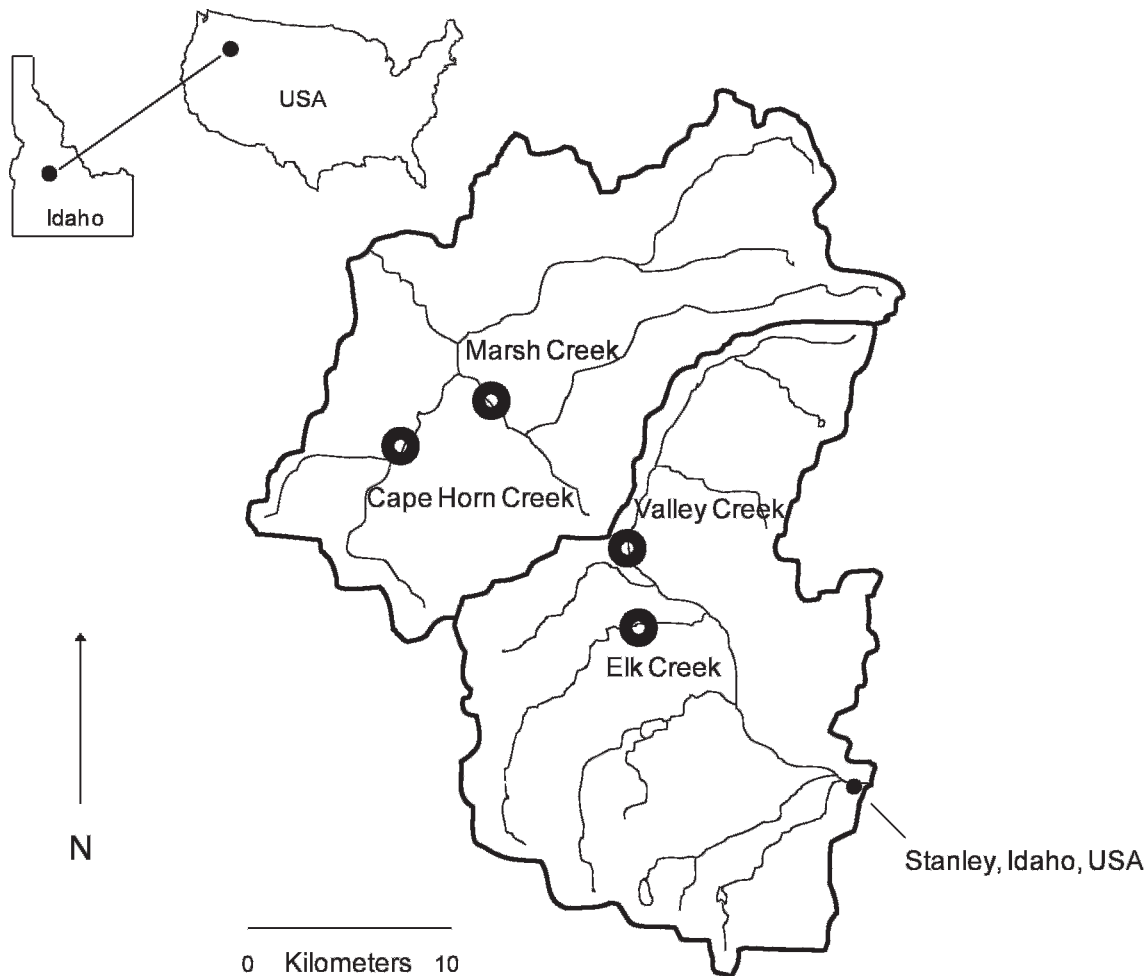 USA
Idaho
Marsh Creek
Cape Horn Creek
Valley Creek
Elk Creek
N
Stanley, Idaho, USA
0 Kilometers 10